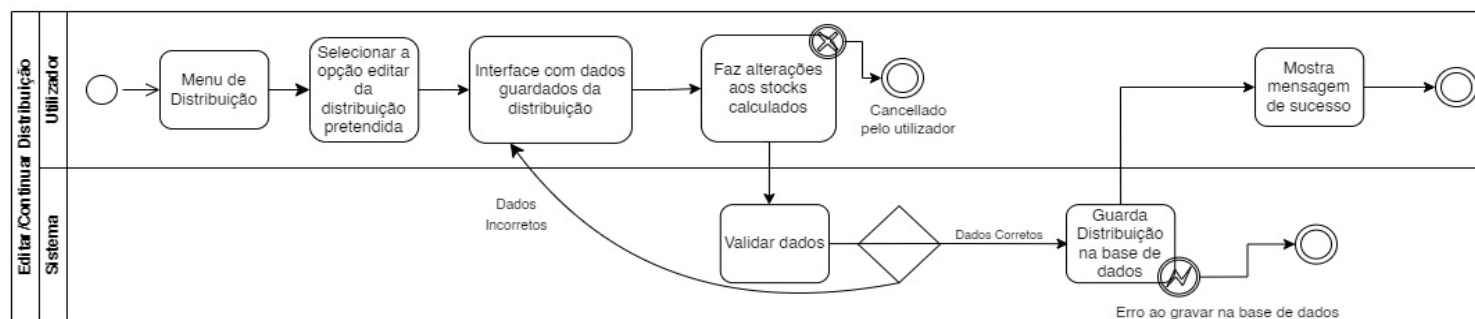 Editar/Continuar Distribuição
Utilizador
Menu de
Distribuição
Selecionar a
opção editar
da
distribuição
pretendida
Interface com dados
guardados da
distribuição
Faz alterações
aos stocks
calculados
Cancellado
pelo utilizador
Mostra
mensagem
de sucesso
Sistema
Dados
Incorretos
Validar dados
Dados Corretos
Guarda
Distribuição
na base de
dados
Erro ao gravar na base de dados